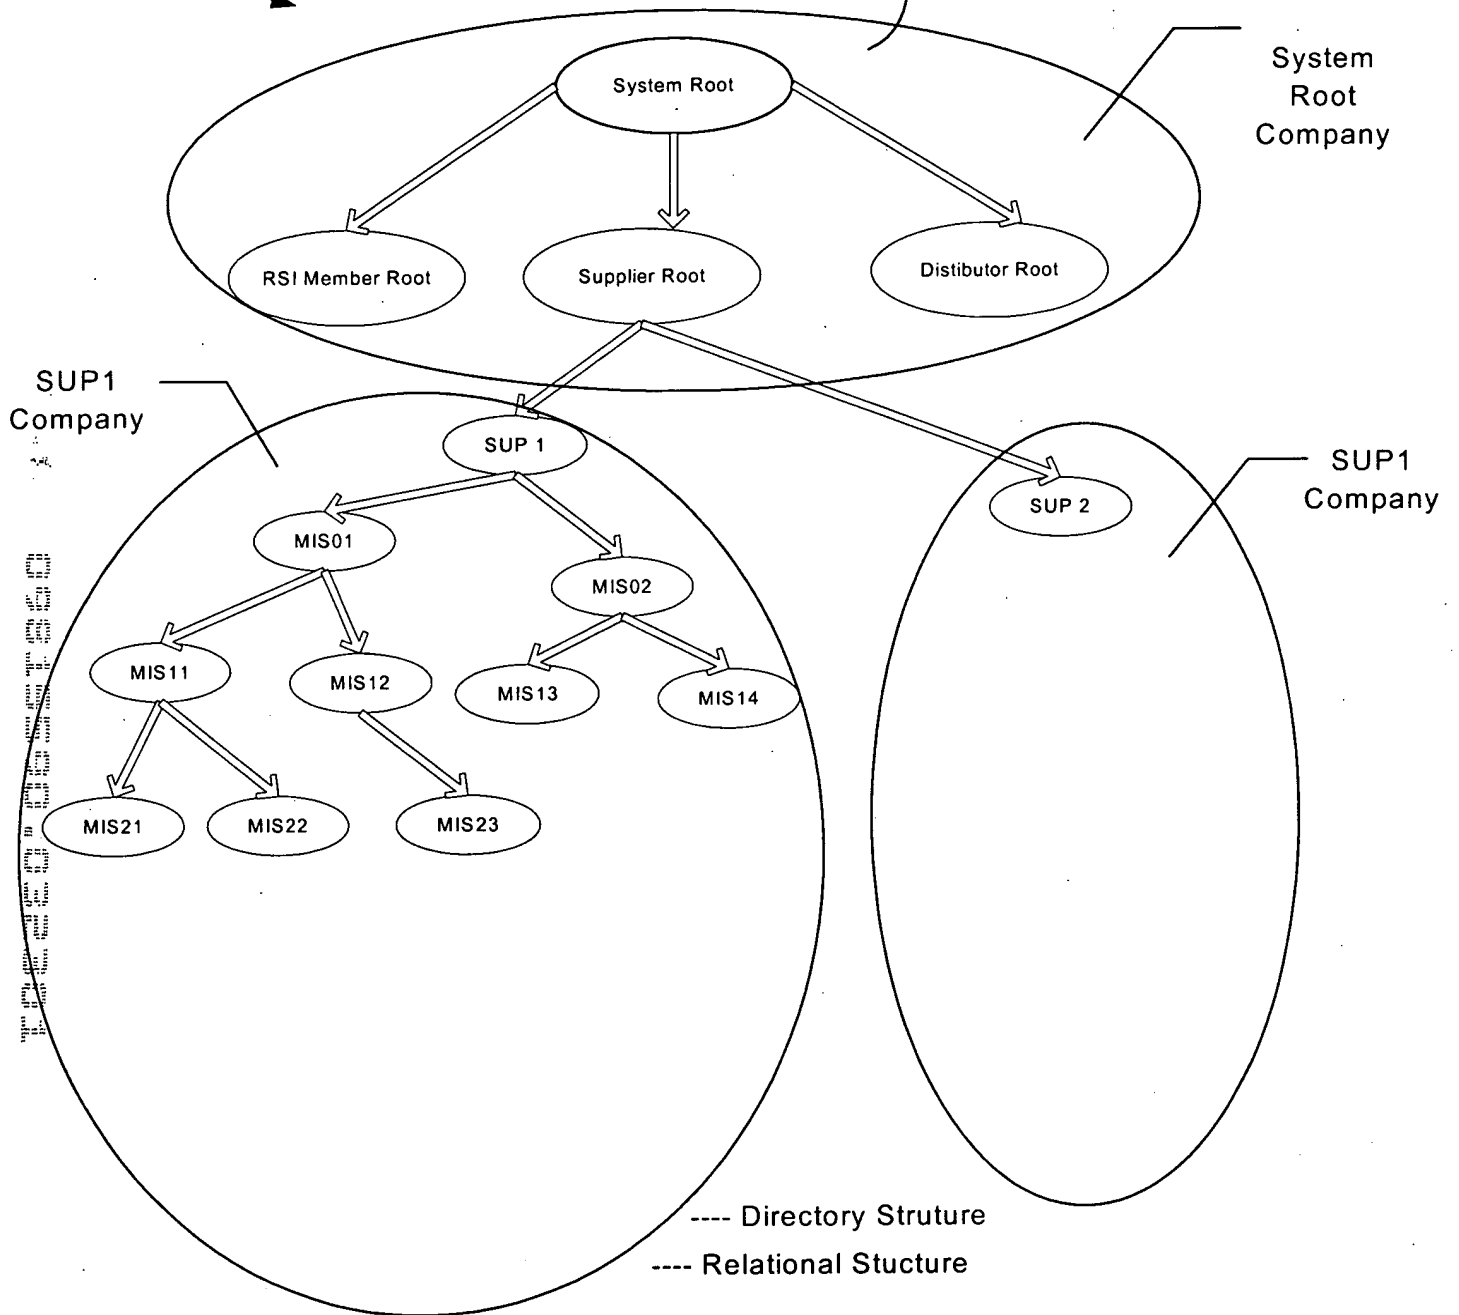 System Root
System
Root
Company
RSI Member Root
Supplier Root
Distibutor Root
SUP1
Company
SUP 1
SUP 2
SUP1
Company
MIS01
MIS02
MIS11
MIS12
MIS13
MIS14
MIS21
MIS22
MIS23
---- Directory Struture
---- Relational Stucture